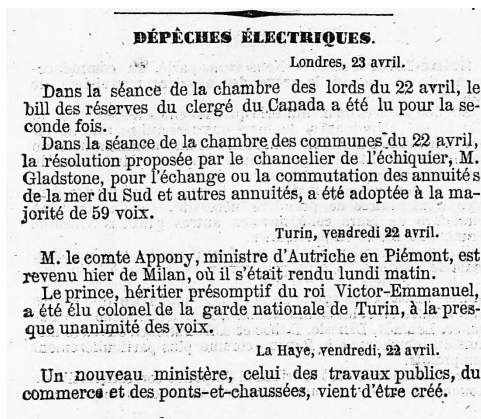 DÉPÊCHES ÉLECTRIQUES.
Londres, 23 avril.
Dans la séance de la chambre des lords du 22 avril, le
bill des réserves du clergé du Canada a été lu pour la se-
conde fois.
Dans la séance de la chambre des communes du 22 avril,
la résolution proposée par le chancelier de l'échiquier, M.
Gladstone, pour l'échange ou la commutation des annuités
de la mer du Sud et autres annuités, a été adoptée à la ma-
jorité de 59 voix.
Turin, vendredi 22 avril.
M. le comte Appony, ministre d'Autriche en Piémont, est
revenu hier de Milan, où il s'était rendu lundi matin.
Le prince, héritier présomptif du roi Victor-Emmanuel,
a été élu colonel de la garde nationale de Turin, à la pres-
que unanimité des voix.
La Haye, vendredi, 22 avril.
Un nouveau ministère, celui des travaux publics, du
commerce et des ponts-et-chaussées, vient d'être créé.